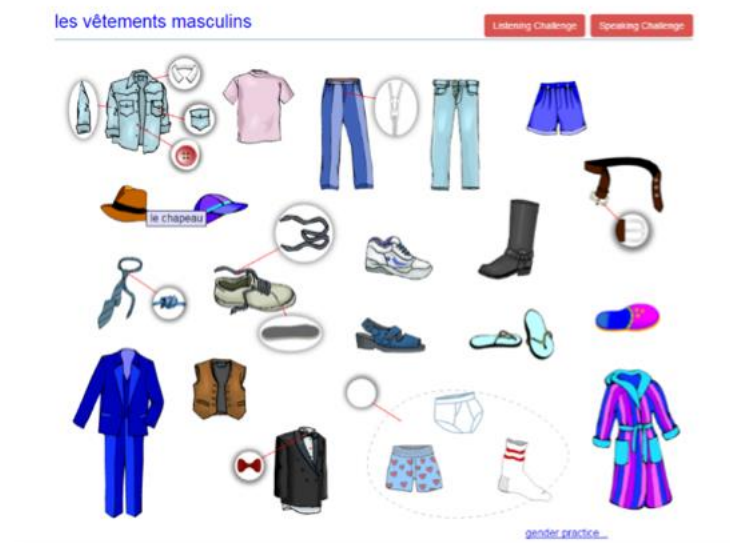 les vêtements masculins
Listening Challenge
Speaking Challenge
le chapeau
gender practice...